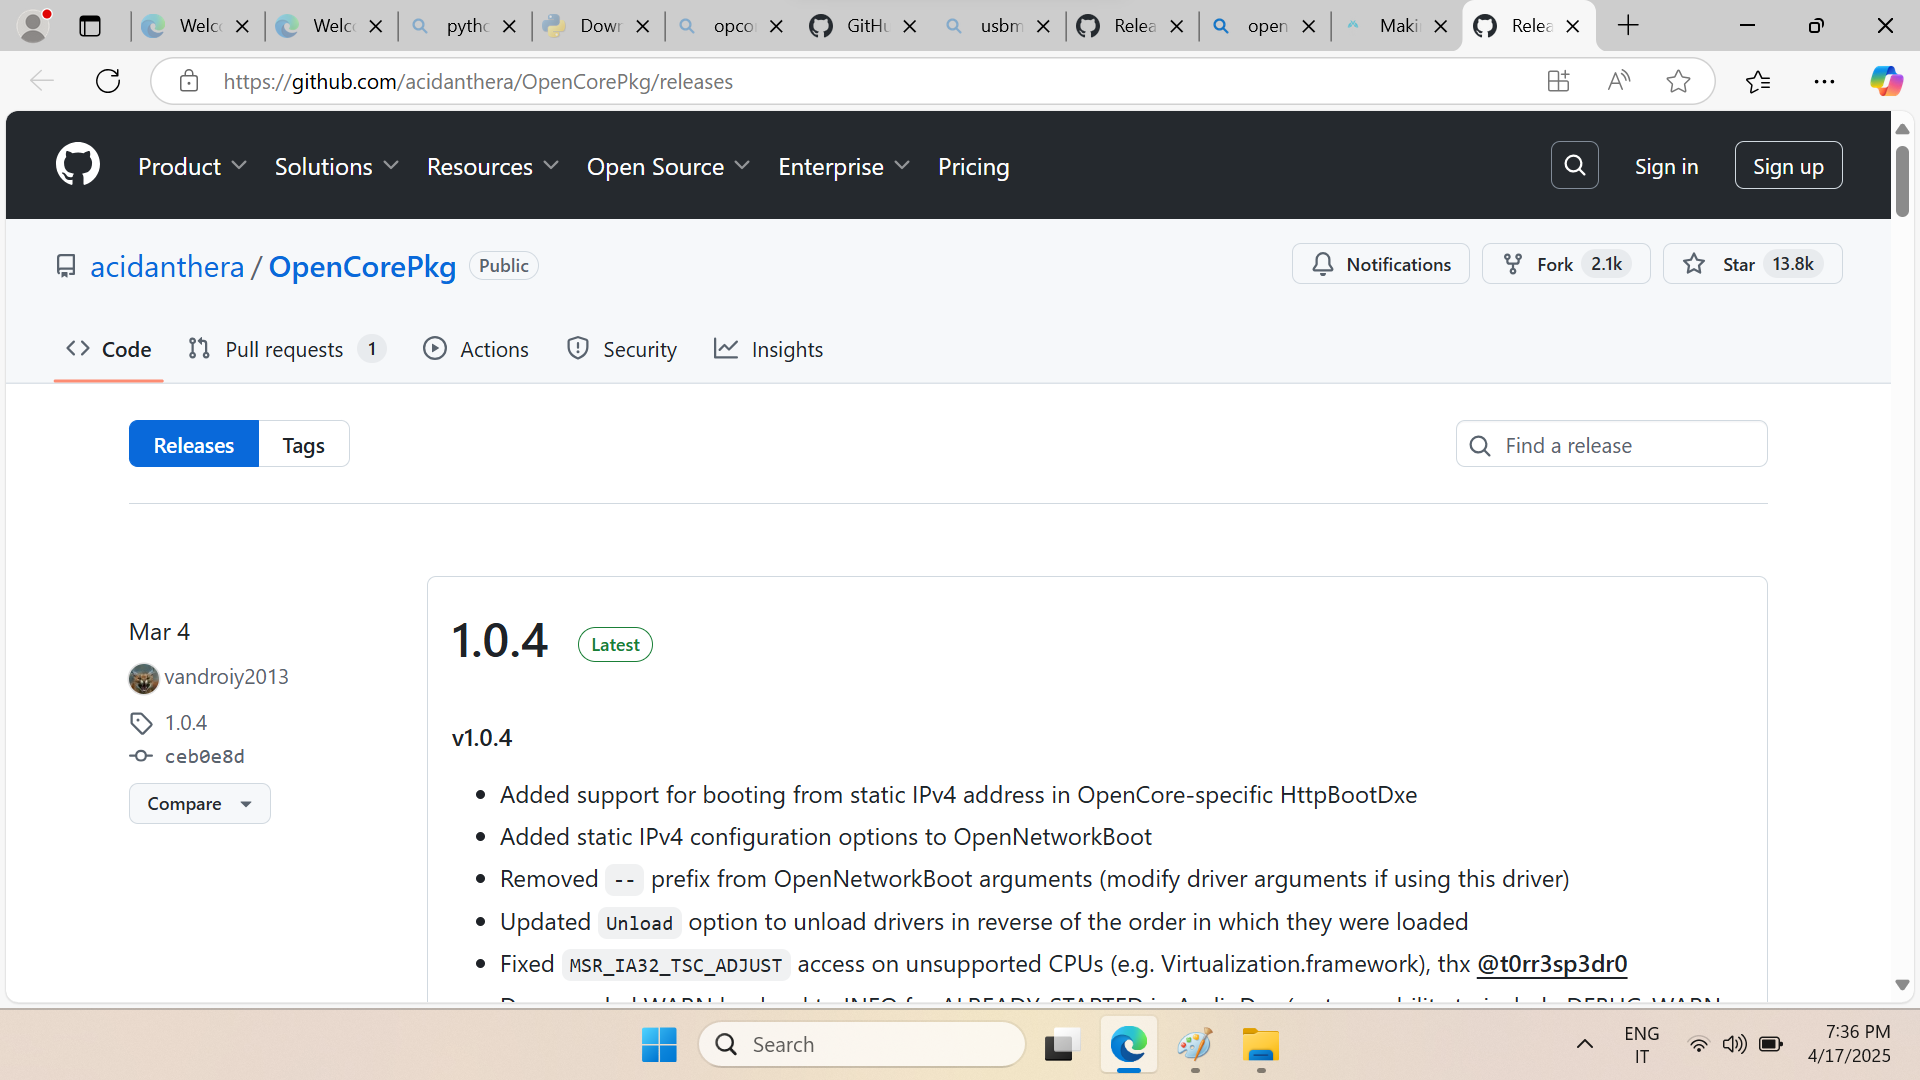 Welc
Welc
pytho
Down
opco
GitHu
usbm
Relea
open
Maki
Relea
https://github.com/acidanthera/OpenCorePkg/releases
Product Solutions Resources Open Source Enterprise Pricing Sign in Sign up
acidanthera / OpenCorePkg Public Notifications Fork 2.1k Star 13.8k
Code Pull requests 1 Actions Security Insights
Releases Tags Find a release
Mar 4
vandroiy2013
1.0.4
ceb0e8d
Compare
1.0.4 Latest
v1.0.4
Added support for booting from static IPv4 address in OpenCore-specific HttpBootDxe
Added static IPv4 configuration options to OpenNetworkBoot
Removed -- prefix from OpenNetworkBoot arguments (modify driver arguments if using this driver)
Updated Unload option to unload drivers in reverse of the order in which they were loaded
Fixed MSR_IA32_TSC_ADJUST access on unsupported CPUs (e.g. Virtualization.framework), thx @t0rr3sp3dr0
Search
ENG
IT
7:36 PM
4/17/2025